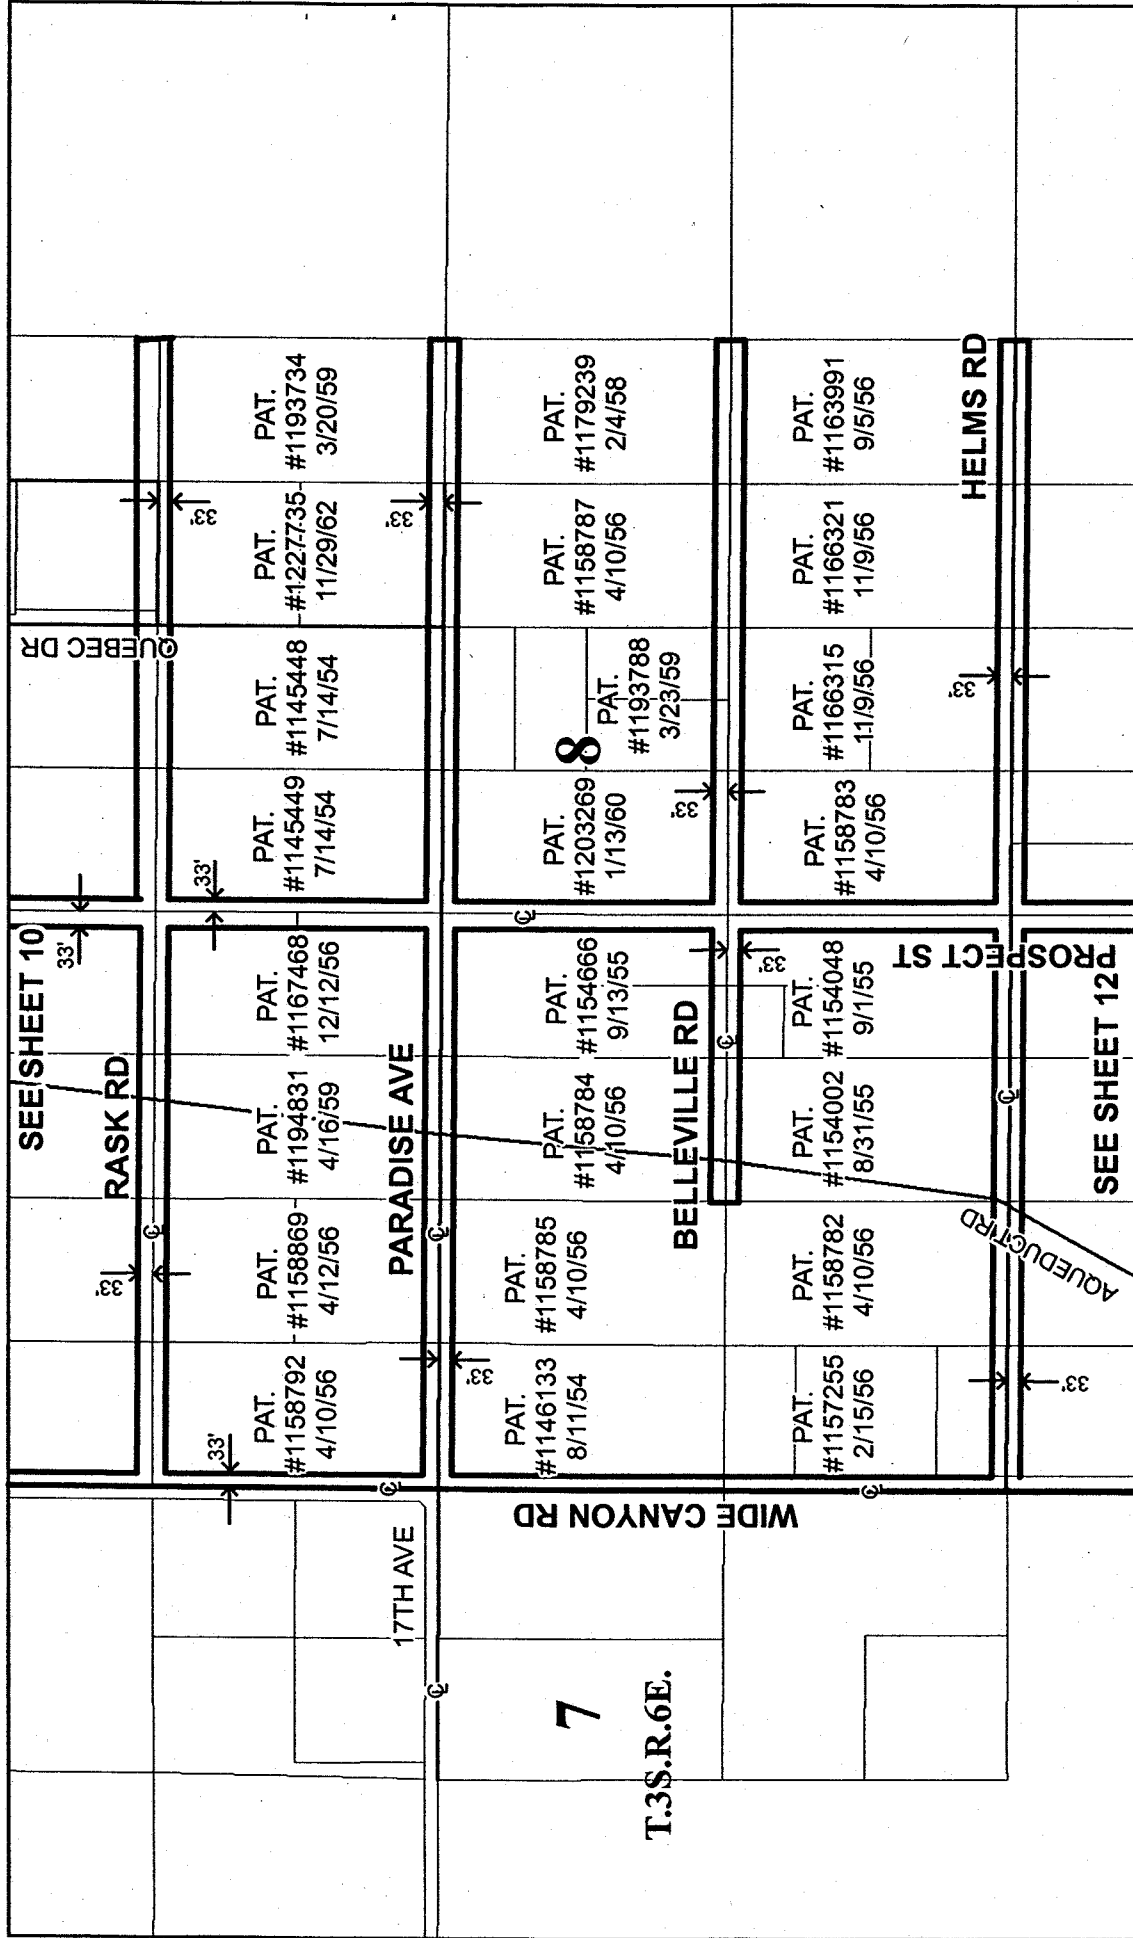 SEE SHEET 10
33'
RASK RD
33'
33'
QUEBEC DR
33'
33'
PAT.
#1158792
4/10/56
PAT.
#1158869
4/12/56
PAT.
#1194831
4/16/59
PAT.
#1167468
12/12/56
PAT.
#1145449
7/14/54
PAT.
#1145448
7/14/54
PAT.
#1227735
11/29/62
PAT.
#1193734
3/20/59
17TH AVE
PARADISE AVE
33'
33'
7
T.3S.R.6E.
WIDE CANYON RD
PAT.
#1146133
8/11/54
PAT.
#1158785
4/10/56
PAT.
#1158784
4/10/56
PAT.
#1154666
9/13/55
PAT.
#1203269
1/13/60
8
PAT.
#1193788
3/23/59
PAT.
#1158787
4/10/56
PAT.
#1179239
2/4/58
BELLEVILLE RD
33'
33'
PAT.
#1157255
2/15/56
PAT.
#1158782
4/10/56
PAT.
#1154002
8/31/55
PAT.
#1154048
9/1/55
PAT.
#1158783
4/10/56
PAT.
#1166315
11/9/56
PAT.
#1166321
11/9/56
PAT.
#1163991
9/5/56
PROSPECT ST
HELMS RD
33'
33'
AQUEDUCT RD
SEE SHEET 12